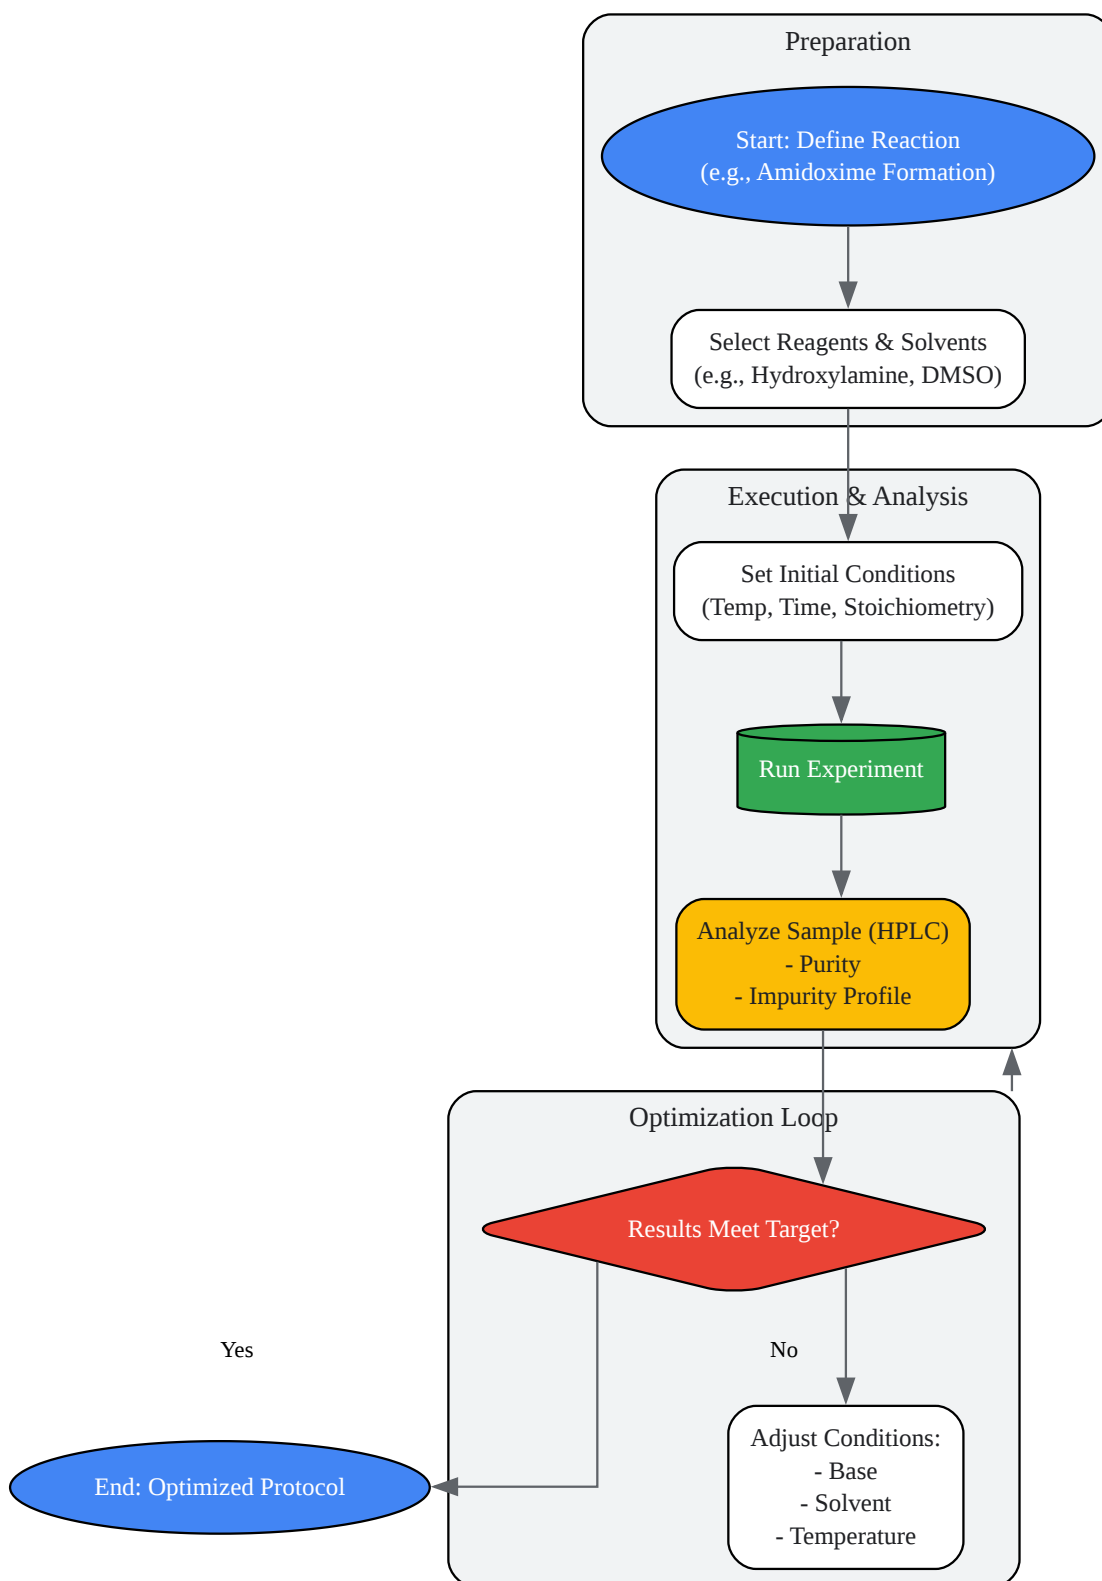 Preparation
Start: Define Reaction
(e.g., Amidoxime Formation)
Select Reagents & Solvents
(e.g., Hydroxylamine, DMSO)
Execution & Analysis
Set Initial Conditions
(Temp, Time, Stoichiometry)
Run Experiment
Analyze Sample (HPLC)
- Purity
- Impurity Profile
Optimization Loop
Results Meet Target?
Yes
No
Adjust Conditions:
- Base
- Solvent
- Temperature
End: Optimized Protocol